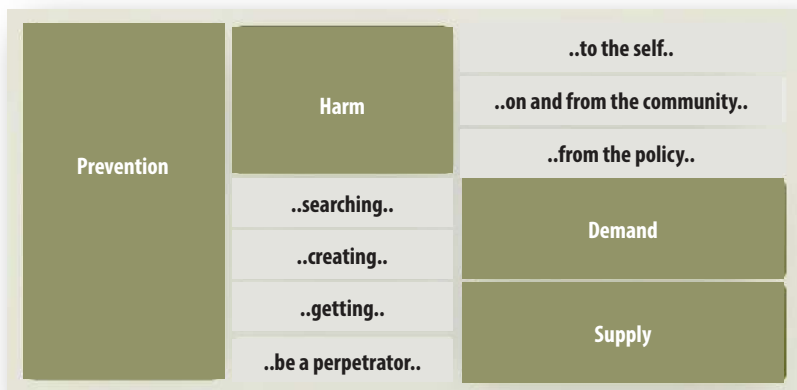 Prevention
Harm
..to the self..
..on and from the community..
..from the policy..
..searching..
..creating..
..getting..
..be a perpetrator..
Demand
Supply